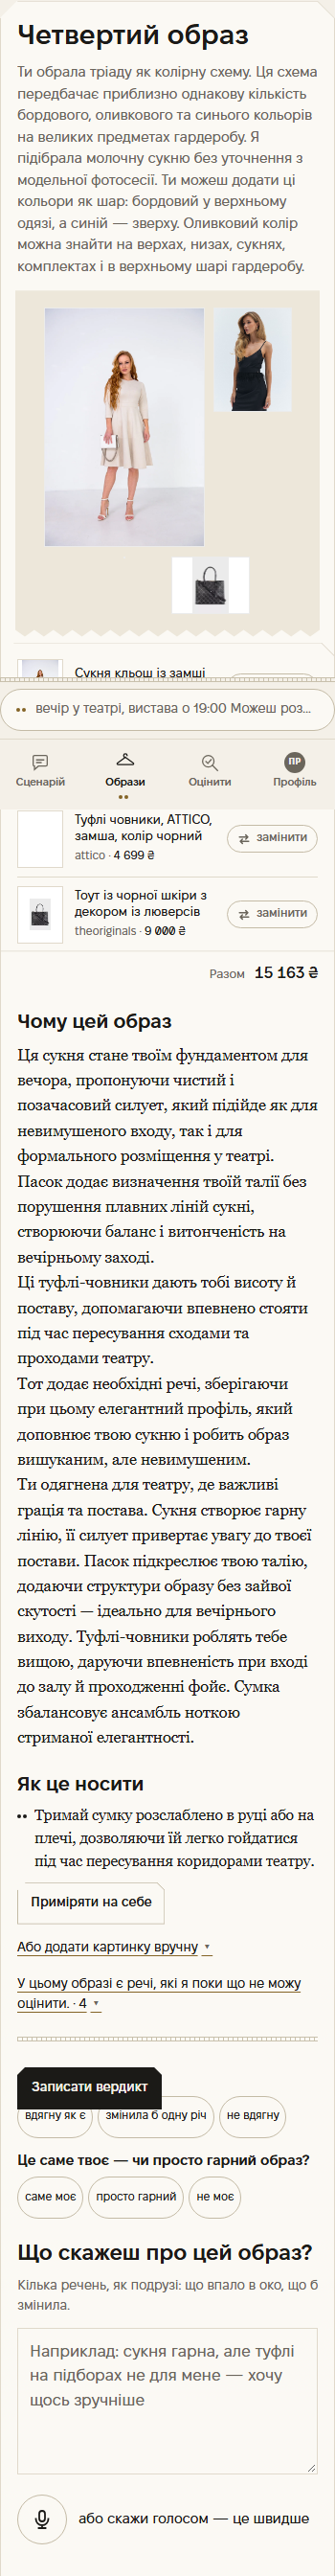 Четвертий образ
Ти обрала тріаду як колірну схему. Ця схема
передбачає приблизно однакову кількість
бордового, оливкового та синього кольорів
на великих предметах гардеробу. Я
підібрала молочну сукню без уточнення з
модельної фотосесії. Ти можеш додати ці
кольори як шар: бордовий у верхньому
одязі, а синій — зверху. Оливковий колір
можна знайти на верхах, низах, сукнях,
комплектах і в верхньому шарі гардеробу.
Сукня кльош із замші
вечір у театрі, вистава о 19:00 Можеш роз...
Сценарій
Образи
Оцінити
ПР
Профіль
Туфлі човники, ATTICO,
замша, колір чорний
attico · 4 699 ₴
замінити
Тоут із чорної шкіри з
декором із люверсів
theoriginals · 9 000 ₴
замінити
Разом 15 163 ₴
Чому цей образ
Ця сукня стане твоїм фундаментом для
вечора, пропонуючи чистий і
позачасовий силует, який підійде як для
невимушеного входу, так і для
формального розміщення у театрі.
Пасок додає визначення твоїй талії без
порушення плавних ліній сукні,
створюючи баланс і витонченість на
вечірньому заході.
Ці туфлі-човники дають тобі висоту й
поставу, допомагаючи впевнено стояти
під час пересування сходами та
проходами театру.
Тот додає необхідні речі, зберігаючи
при цьому елегантний профіль, який
доповнює твою сукню і робить образ
вишуканим, але невимушеним.
Ти одягнена для театру, де важливі
грація та постава. Сукня створює гарну
лінію, її силует привертає увагу до твоєї
постави. Пасок підкреслює твою талію,
додаючи структури образу без зайвої
скутості — ідеально для вечірнього
виходу. Туфлі-човники роблять тебе
вищою, даруючи впевненість при вході
до залу й проходженні фойє. Сумка
збалансовує ансамбль ноткою
стриманої елегантності.
Як це носити
•• Тримай сумку розслаблено в руці або на
плечі, дозволяючи їй легко гойдатися
під час пересування коридорами театру.
Приміряти на себе
Або додати картинку вручну ▾
У цьому образі є речі, які я поки що не можу
оцінити. · 4 ▾
Записати вердикт
вдягну як є
змінила б одну річ
не вдягну
Це саме твоє — чи просто гарний образ?
саме моє
просто гарний
не моє
Що скажеш про цей образ?
Кілька речень, як подрузі: що впало в око, що б
змінила.
Наприклад: сукня гарна, але туфлі
на підборах не для мене — хочу
щось зручніше
або скажи голосом — це швидше